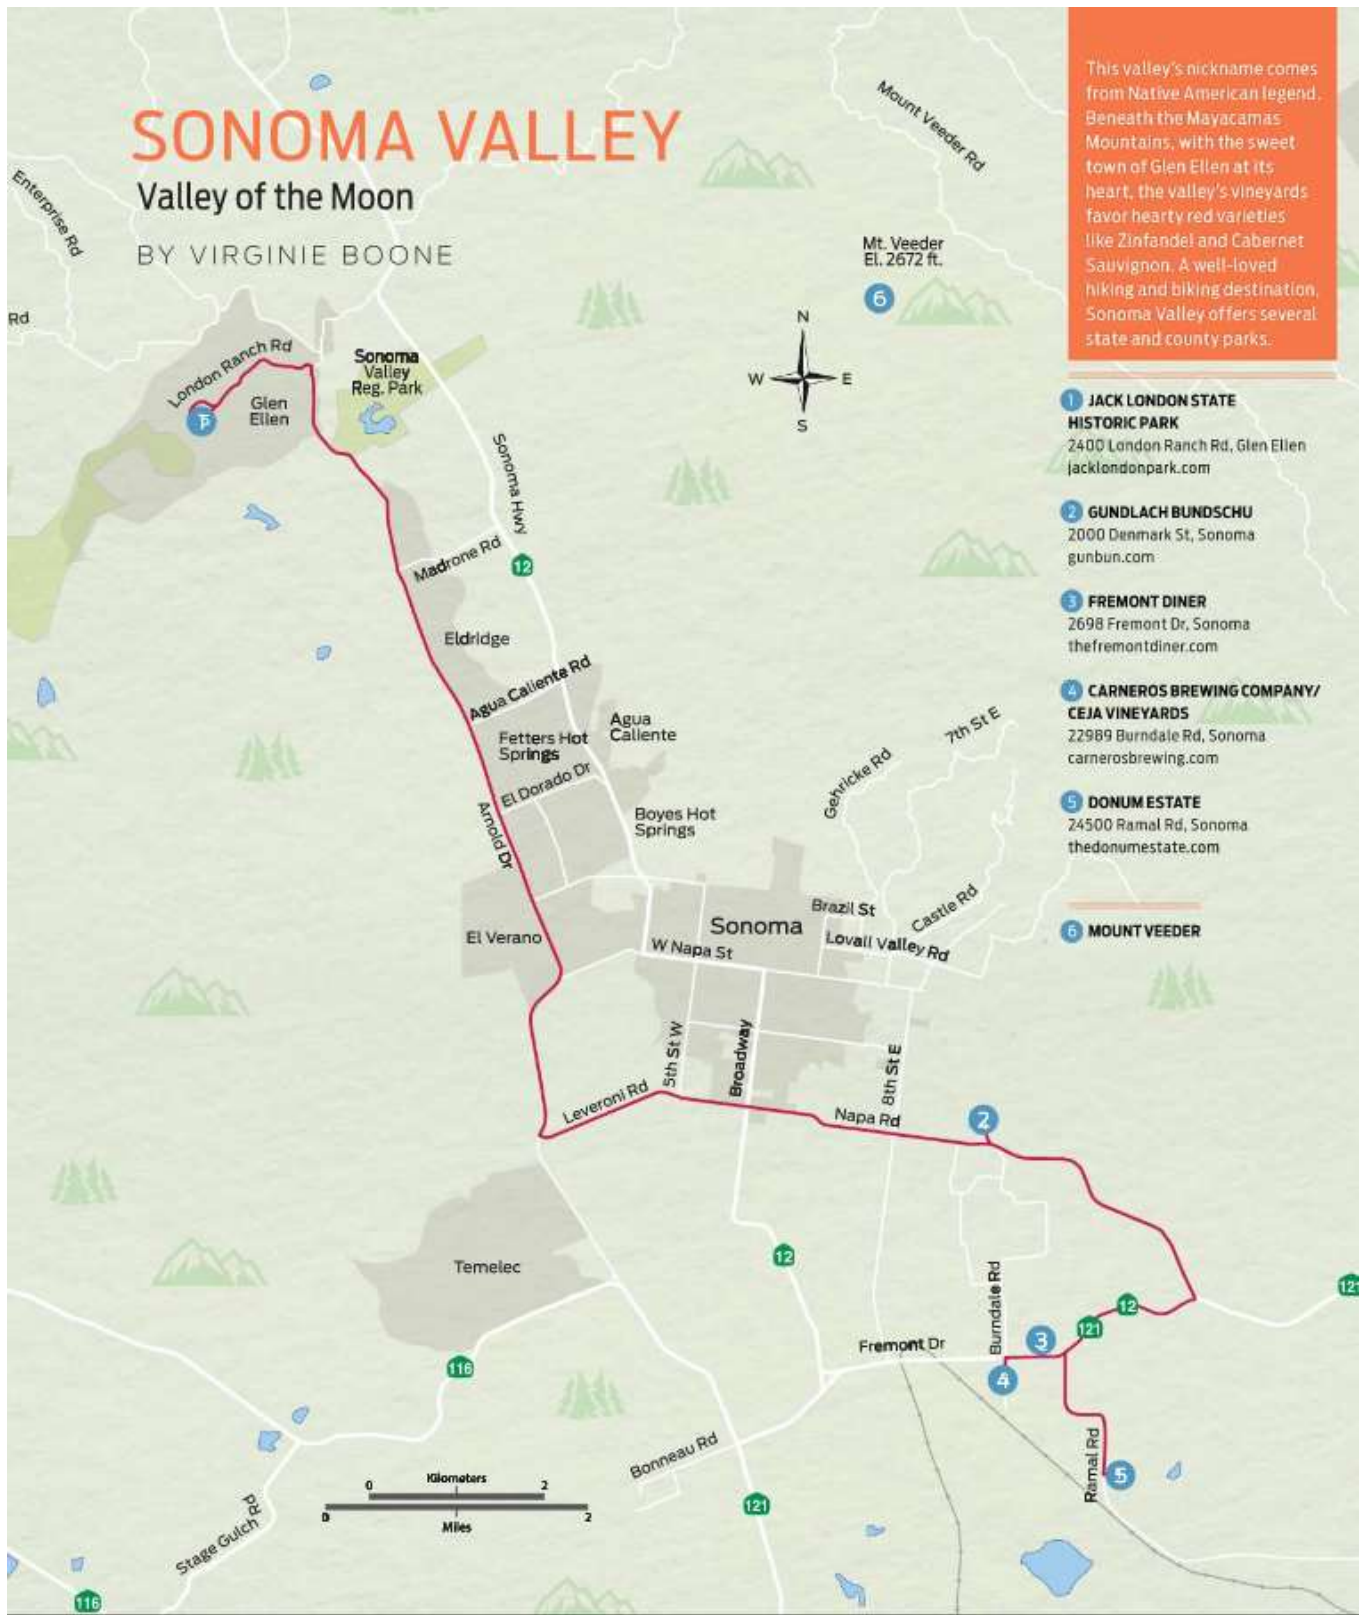 SONOMA VALLEY
Valley of the Moon
BY VIRGINIE BOONE
This valley's nickname comes
from Native American legend.
Beneath the Mayacamas
Mountains, with the sweet
town of Glen Ellen at its
heart, the valley's vineyards
favor hearty red varieties
like Zinfandel and Cabernet
Sauvignon. A well-loved
hiking and biking destination,
Sonoma Valley offers several
state and county parks.
1 JACK LONDON STATE
HISTORIC PARK
2400 London Ranch Rd, Glen Ellen
jacklondonpark.com
2 GUNDLACH BUNDSCHU
2000 Denmark St, Sonoma
gunbun.com
3 FREMONT DINER
2698 Fremont Dr, Sonoma
thefremontdiner.com
4 CARNEROS BREWING COMPANY/
CEJA VINEYARDS
22989 Burndale Rd, Sonoma
carnerosbrewing.com
5 DONUM ESTATE
24500 Ramal Rd, Sonoma
thedonumestate.com
6 MOUNT VEEDER
Mount Veeder Rd
Enterprise Rd
Mt. Veeder
El. 2672 ft.
6
Rd
N
W E
S
London Ranch Rd
Glen
Ellen
Sonoma
Valley
Reg. Park
Sonoma Hwy
Madrone Rd
12
Eldridge
Agua Caliente Rd
Fetters Hot
Springs
Agua
Caliente
7th St E
Gehricke Rd
El Dorado Dr
Arnold Dr
Boyes Hot
Springs
Brazil St
Castle Rd
Sonoma
El Verano
W Napa St
Lovall Valley Rd
5th St W
Broadway
8th St E
Leveroni Rd
Napa Rd
2
Temelec
12
Burndale Rd
12
121
121
3
Fremont Dr
116
4
Bonneau Rd
Ramal Rd
5
Kilometers
0 2
0 2
Miles
121
Stage Gulch Rd
116